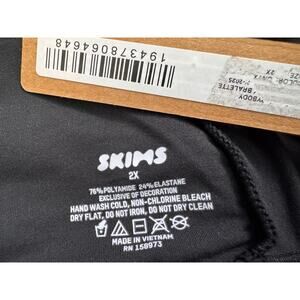 194378064648
2X
SKIMS
2X
76% POLYAMIDE 24% ELASTANE
EXCLUSIVE OF DECORATION
HAND WASH COLD, NON-CHLORINE BLEACH
DRY FLAT, DO NOT IRON, DO NOT DRY CLEAN
MADE IN VIETNAM
RN 158973